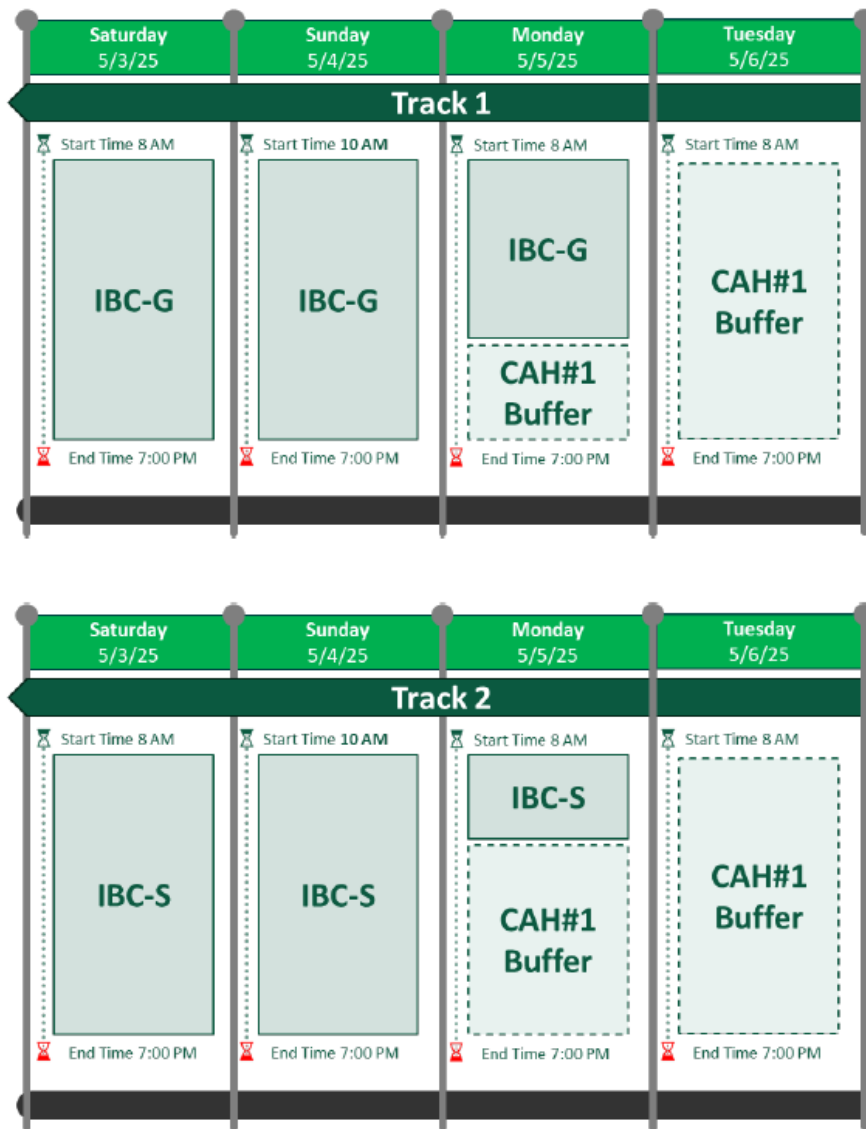 Saturday
5/3/25
Sunday
5/4/25
Monday
5/5/25
Tuesday
5/6/25
Track 1
Start Time 8 AM
Start Time 10 AM
Start Time 8 AM
Start Time 8 AM
IBC-G
IBC-G
IBC-G
CAH#1
Buffer
CAH#1
Buffer
End Time 7:00 PM
End Time 7:00 PM
End Time 7:00 PM
End Time 7:00 PM
Saturday
5/3/25
Sunday
5/4/25
Monday
5/5/25
Tuesday
5/6/25
Track 2
Start Time 8 AM
Start Time 10 AM
Start Time 8 AM
Start Time 8 AM
IBC-S
IBC-S
IBC-S
CAH#1
Buffer
CAH#1
Buffer
End Time 7:00 PM
End Time 7:00 PM
End Time 7:00 PM
End Time 7:00 PM